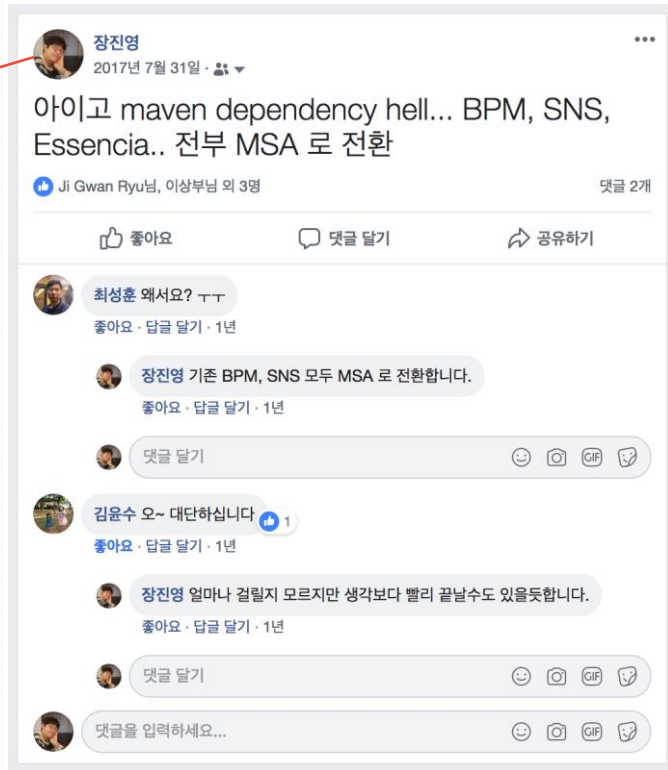 장진영
2017년 7월 31일 ·
아이고 maven dependency hell... BPM, SNS,
Essencia.. 전부 MSA 로 전환
Ji Gwan Ryu님, 이상부님 외 3명 댓글 2개
좋아요 댓글 달기 공유하기
최성훈 왜서요? ㅜㅜ
좋아요 · 답글 달기 · 1년
장진영 기존 BPM, SNS 모두 MSA 로 전환합니다.
좋아요 · 답글 달기 · 1년
댓글 달기 GIF
김윤수 오~ 대단하십니다 1
좋아요 · 답글 달기 · 1년
장진영 얼마나 걸릴지 모르지만 생각보다 빨리 끝날수도 있을듯합니다.
좋아요 · 답글 달기 · 1년
댓글 달기 GIF
댓글을 입력하세요... GIF